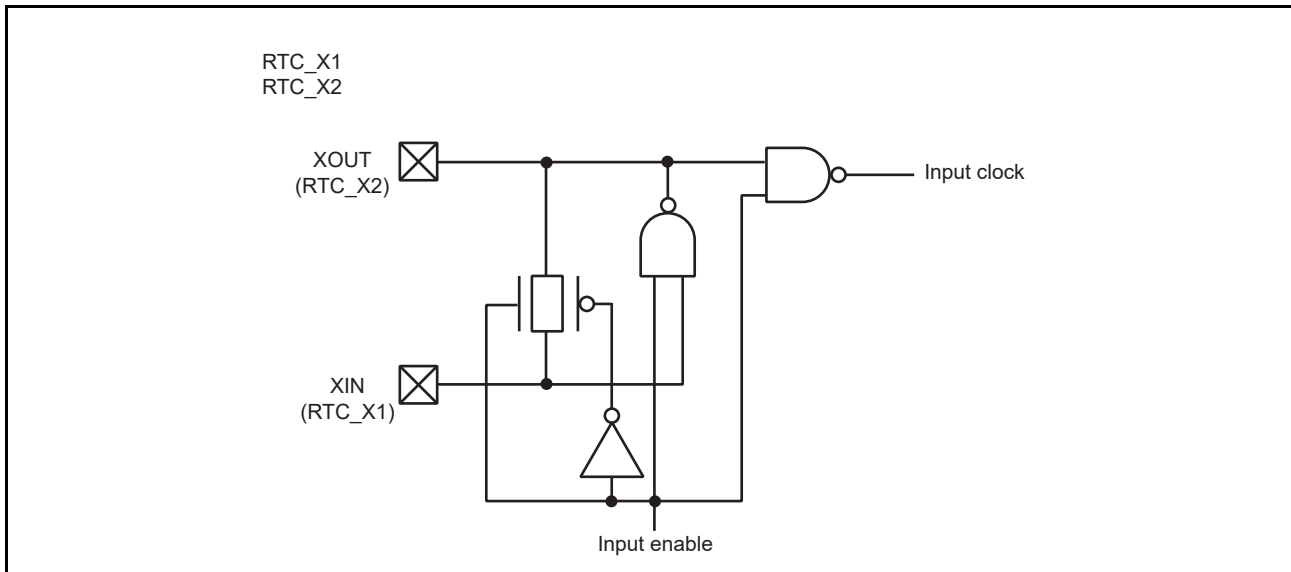 RTC_X1
RTC_X2
XOUT
(RTC_X2)
Input clock
XIN
(RTC_X1)
Input enable